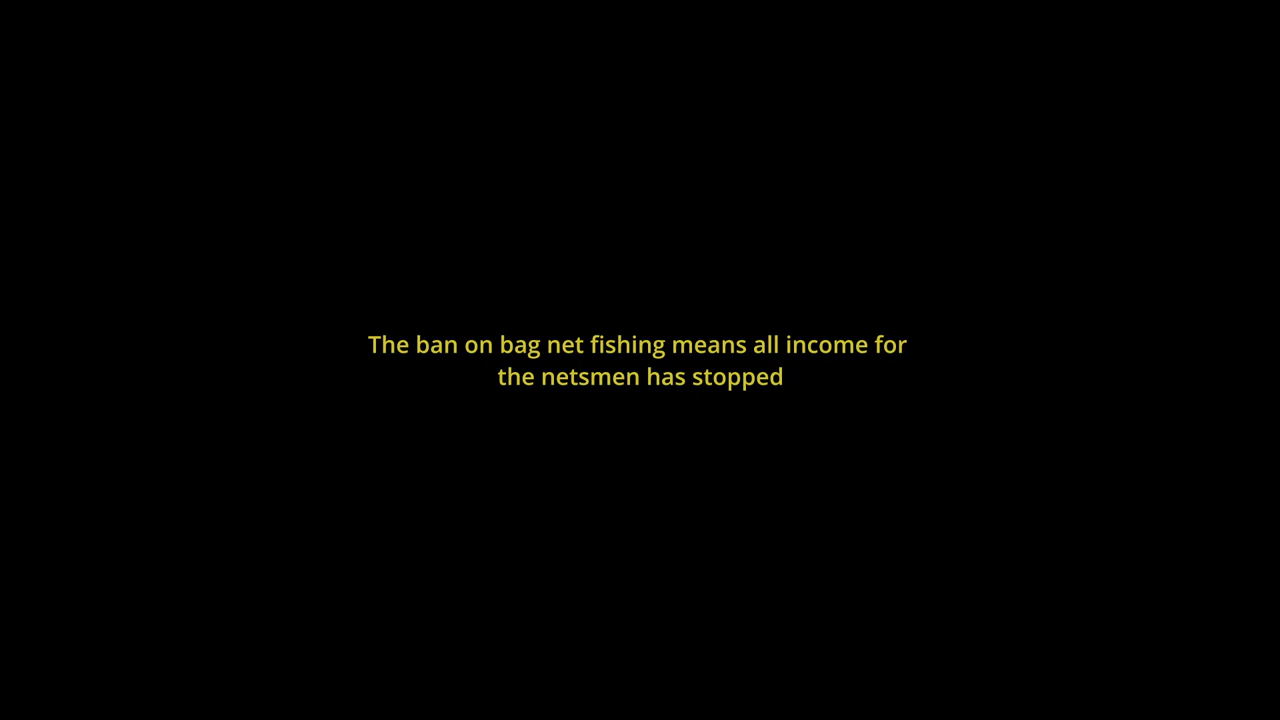 The ban on bag net fishing means all income for
the netsmen has stopped